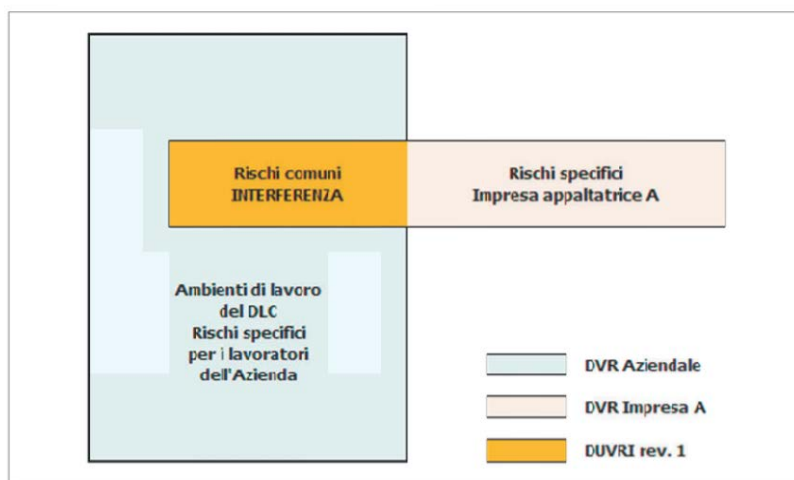 Rischi comuni
INTERFERENZA
Rischi specifici
Impresa appaltatrice A
Ambienti di lavoro
del DLC
Rischi specifici
per i lavoratori
dell'Azienda
DVR Aziendale
DVR Impresa A
DUVRI rev. 1